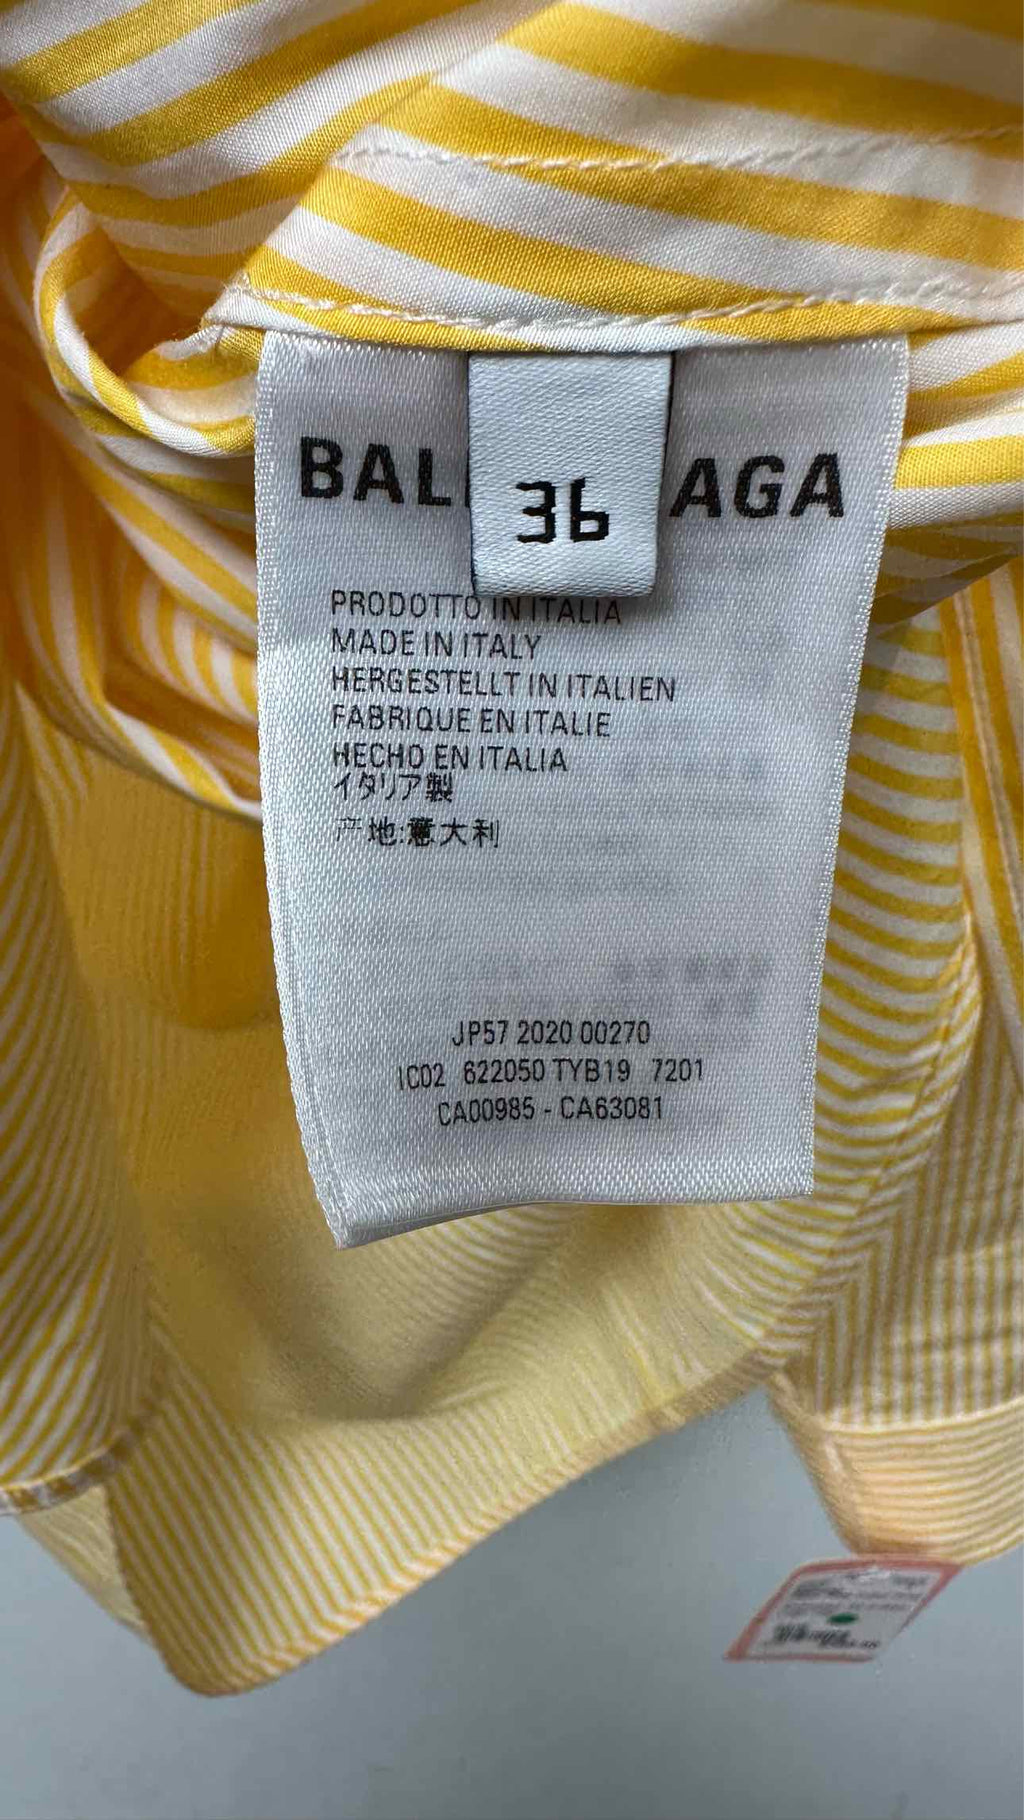 BAL AGA
36
PRODOTTO IN ITALIA
MADE IN ITALY
HERGESTELLT IN ITALIEN
FABRIQUE EN ITALIE
HECHO EN ITALIA
イタリア製
产地:意大利
JP57 2020 00270
IC02 622050 TYB19 7201
CA00985 - CA63081